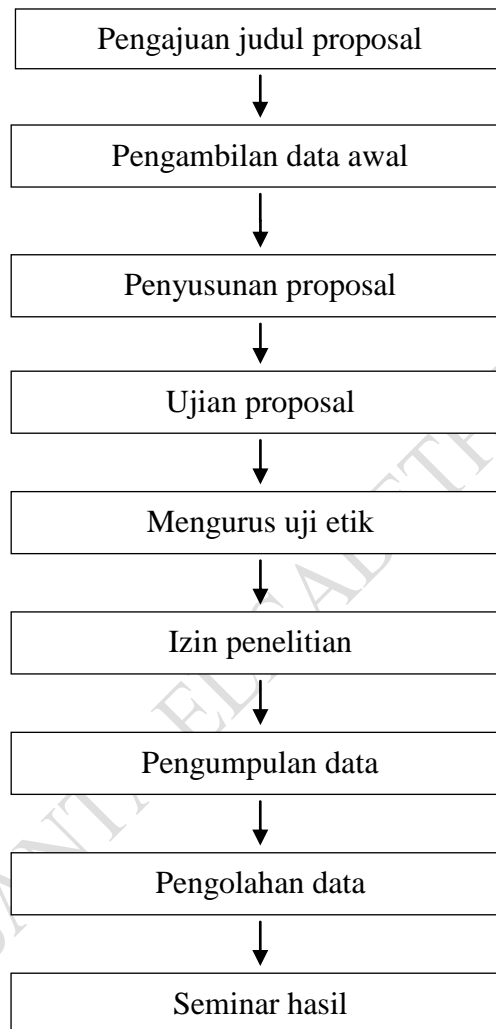 Pengajuan judul proposal
Pengambilan data awal
Penyusunan proposal
Ujian proposal
Mengurus uji etik
Izin penelitian
Pengumpulan data
Pengolahan data
Seminar hasil